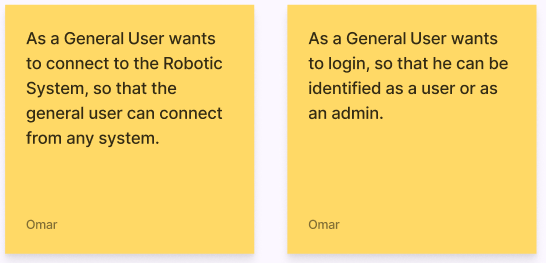 As a General User wants
to connect to the Robotic
System, so that the
general user can connect
from any system.
Omar
As a General User wants
to login, so that he can be
identified as a user or as
an admin.
Omar